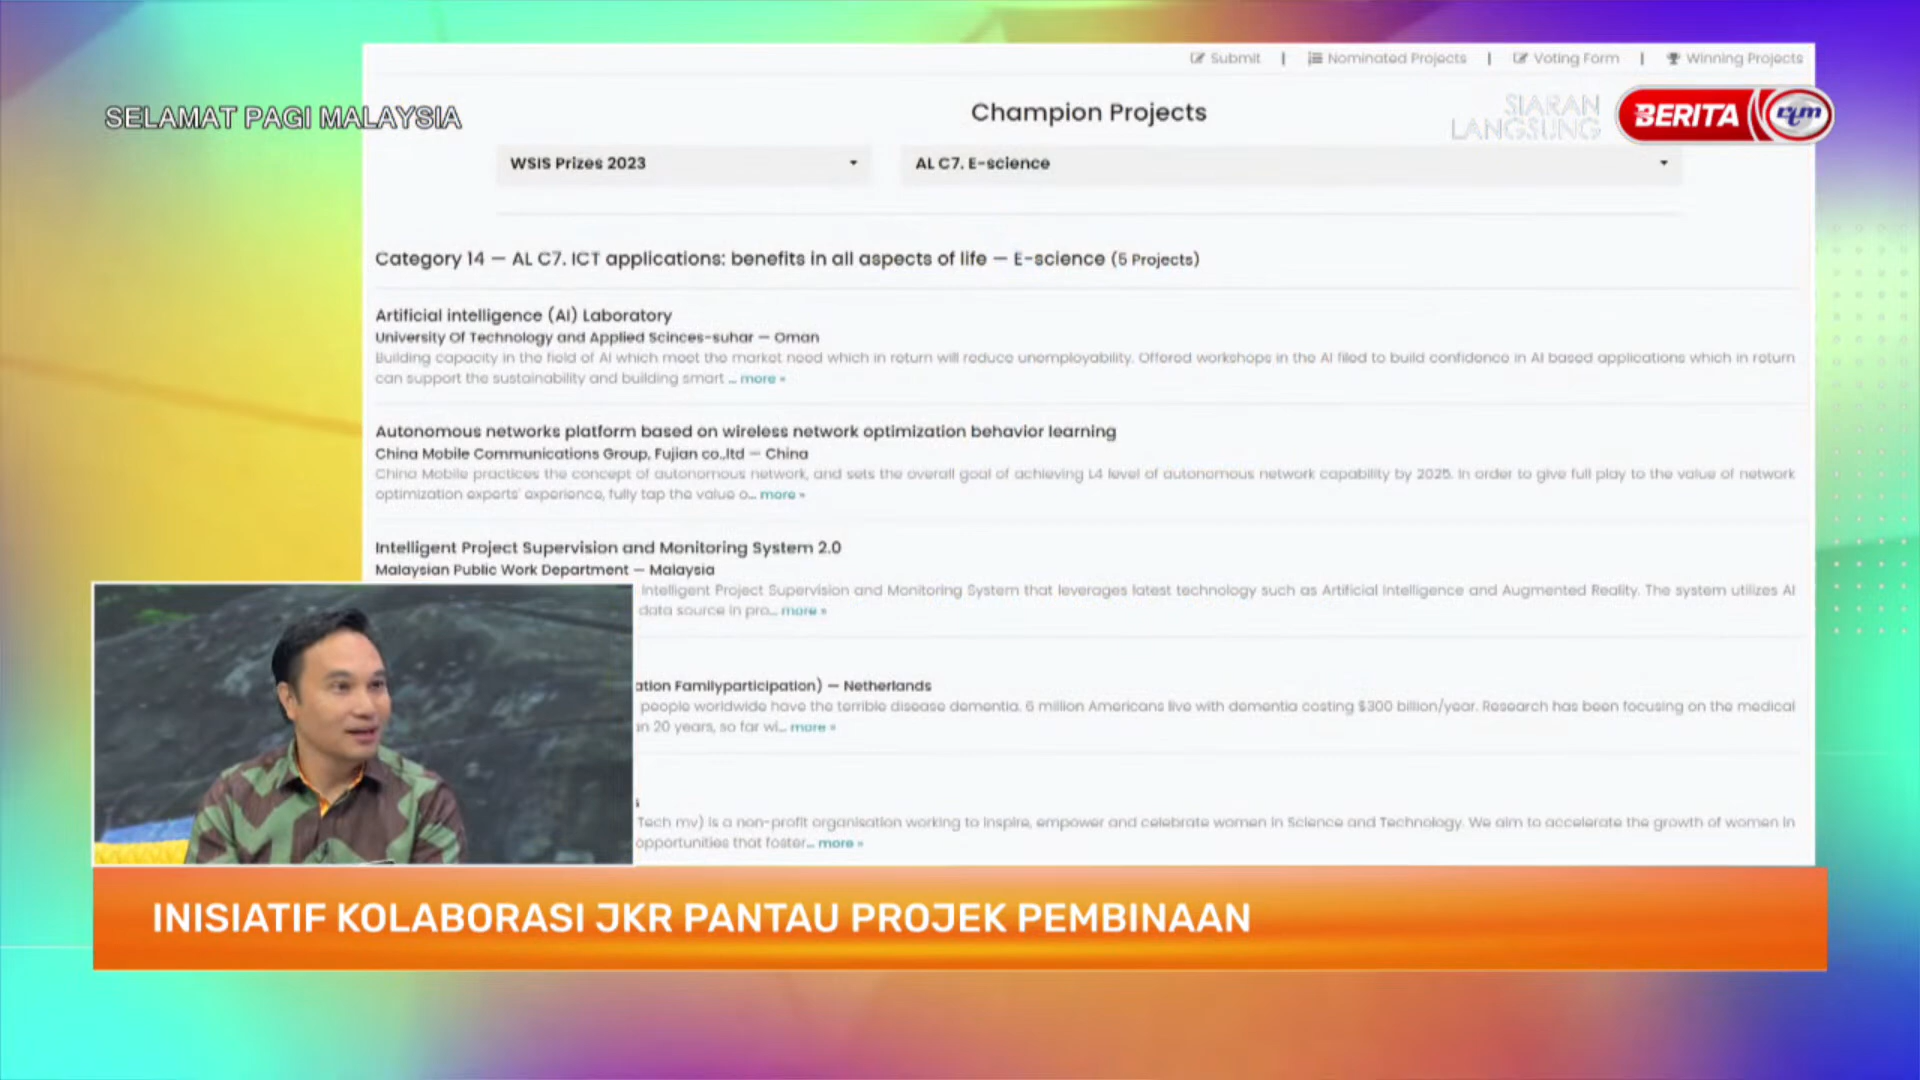 Submit | Nominated Projects | Voting Form | Winning Projects
SELAMAT PAGI MALAYSIA
Champion Projects
SIARAN
LANGSUNG
BERITA rtm
WSIS Prizes 2023
AL C7. E-science
Category 14 — AL C7. ICT applications: benefits in all aspects of life — E-science (5 Projects)
Artificial intelligence (AI) Laboratory
University Of Technology and Applied Scinces-suhar — Oman
Building capacity in the field of AI which meet the market need which in return will reduce unemployability. Offered workshops in the AI filed to build confidence in AI based applications which in return
can support the sustainability and building smart ... more »
Autonomous networks platform based on wireless network optimization behavior learning
China Mobile Communications Group, Fujian co.,ltd — China
China Mobile practices the concept of autonomous network, and sets the overall goal of achieving L4 level of autonomous network capability by 2025. In order to give full play to the value of network
optimization experts' experience, fully tap the value o... more »
Intelligent Project Supervision and Monitoring System 2.0
Malaysian Public Work Department — Malaysia
Intelligent Project Supervision and Monitoring System that leverages latest technology such as Artificial Intelligence and Augmented Reality. The system utilizes AI
data source in pro... more »
ation Familyparticipation) — Netherlands
people worldwide have the terrible disease dementia. 6 million Americans live with dementia costing $300 billion/year. Research has been focusing on the medical
n 20 years, so far wi... more »
Tech mv) is a non-profit organisation working to inspire, empower and celebrate women in Science and Technology. We aim to accelerate the growth of women in
opportunities that foster... more »
INISIATIF KOLABORASI JKR PANTAU PROJEK PEMBINAAN